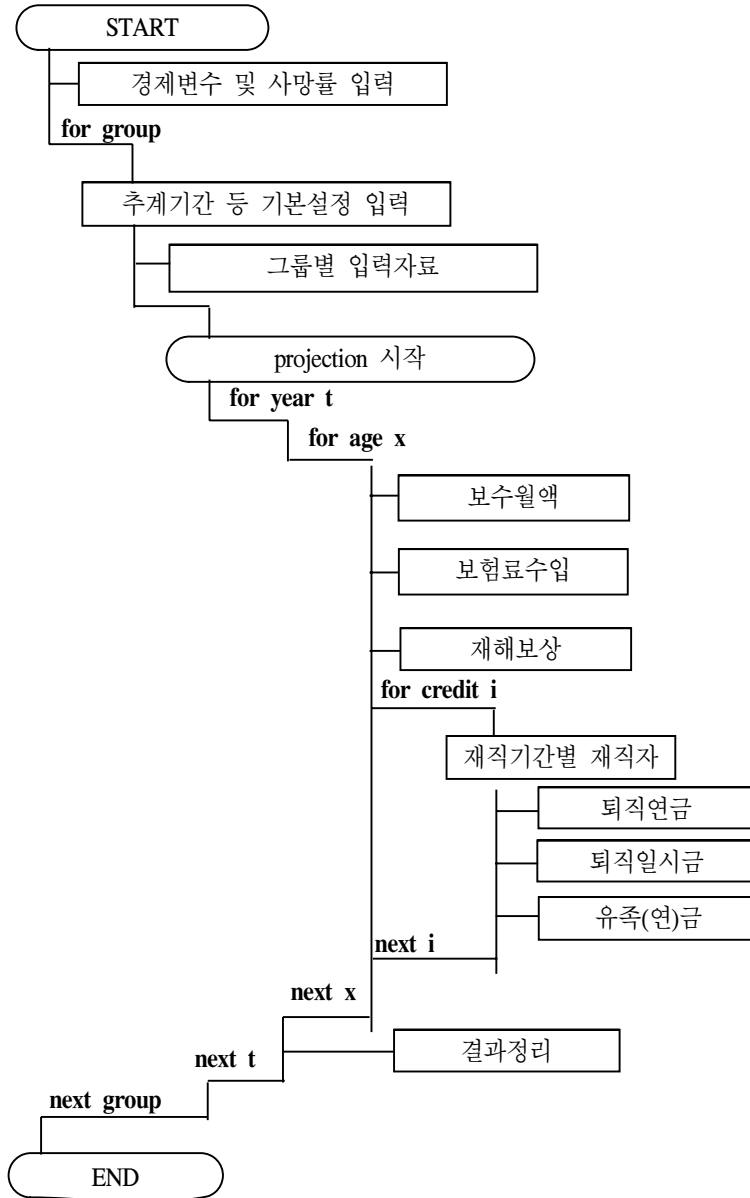 START
경제변수 및 사망률 입력
for group
추계기간 등 기본설정 입력
그룹별 입력자료
projection 시작
for year t
for age x
보수월액
보험료수입
재해보상
for credit i
재직기간별 재직자
퇴직연금
퇴직일시금
유족(연)금
next i
next x
결과정리
next t
next group
END